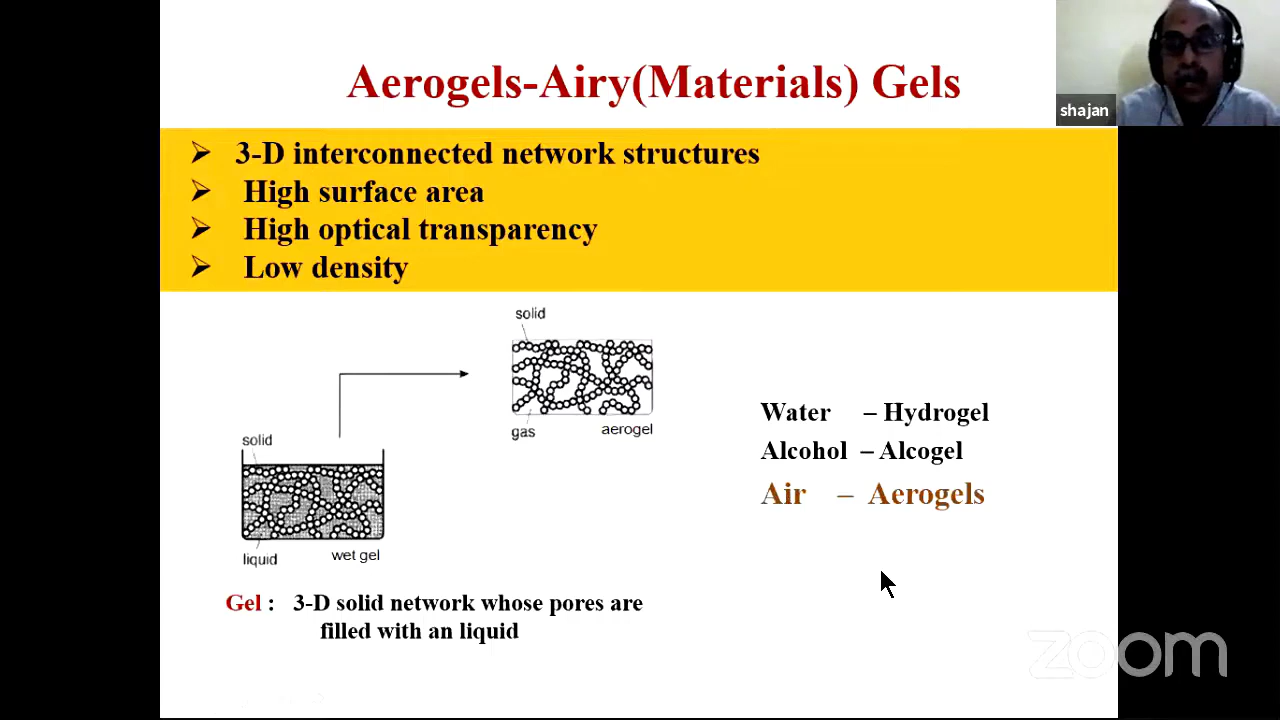 Aerogels-Airy(Materials) Gels
shajan
➢ 3-D interconnected network structures
➢ High surface area
➢ High optical transparency
➢ Low density
solid
gas
aerogel
solid
liquid
wet gel
Water – Hydrogel
Alcohol – Alcogel
Air – Aerogels
Gel : 3-D solid network whose pores are
filled with an liquid
zoom